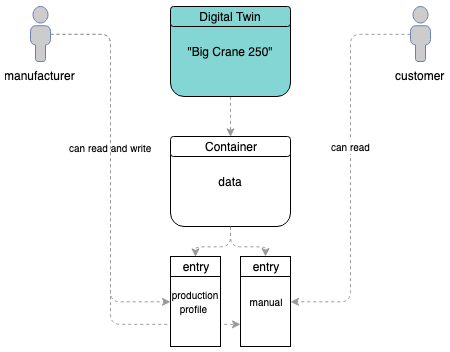 Digital Twin
"Big Crane 250"
manufacturer
customer
can read and write
can read
Container
data
entry
production
profile
entry
manual